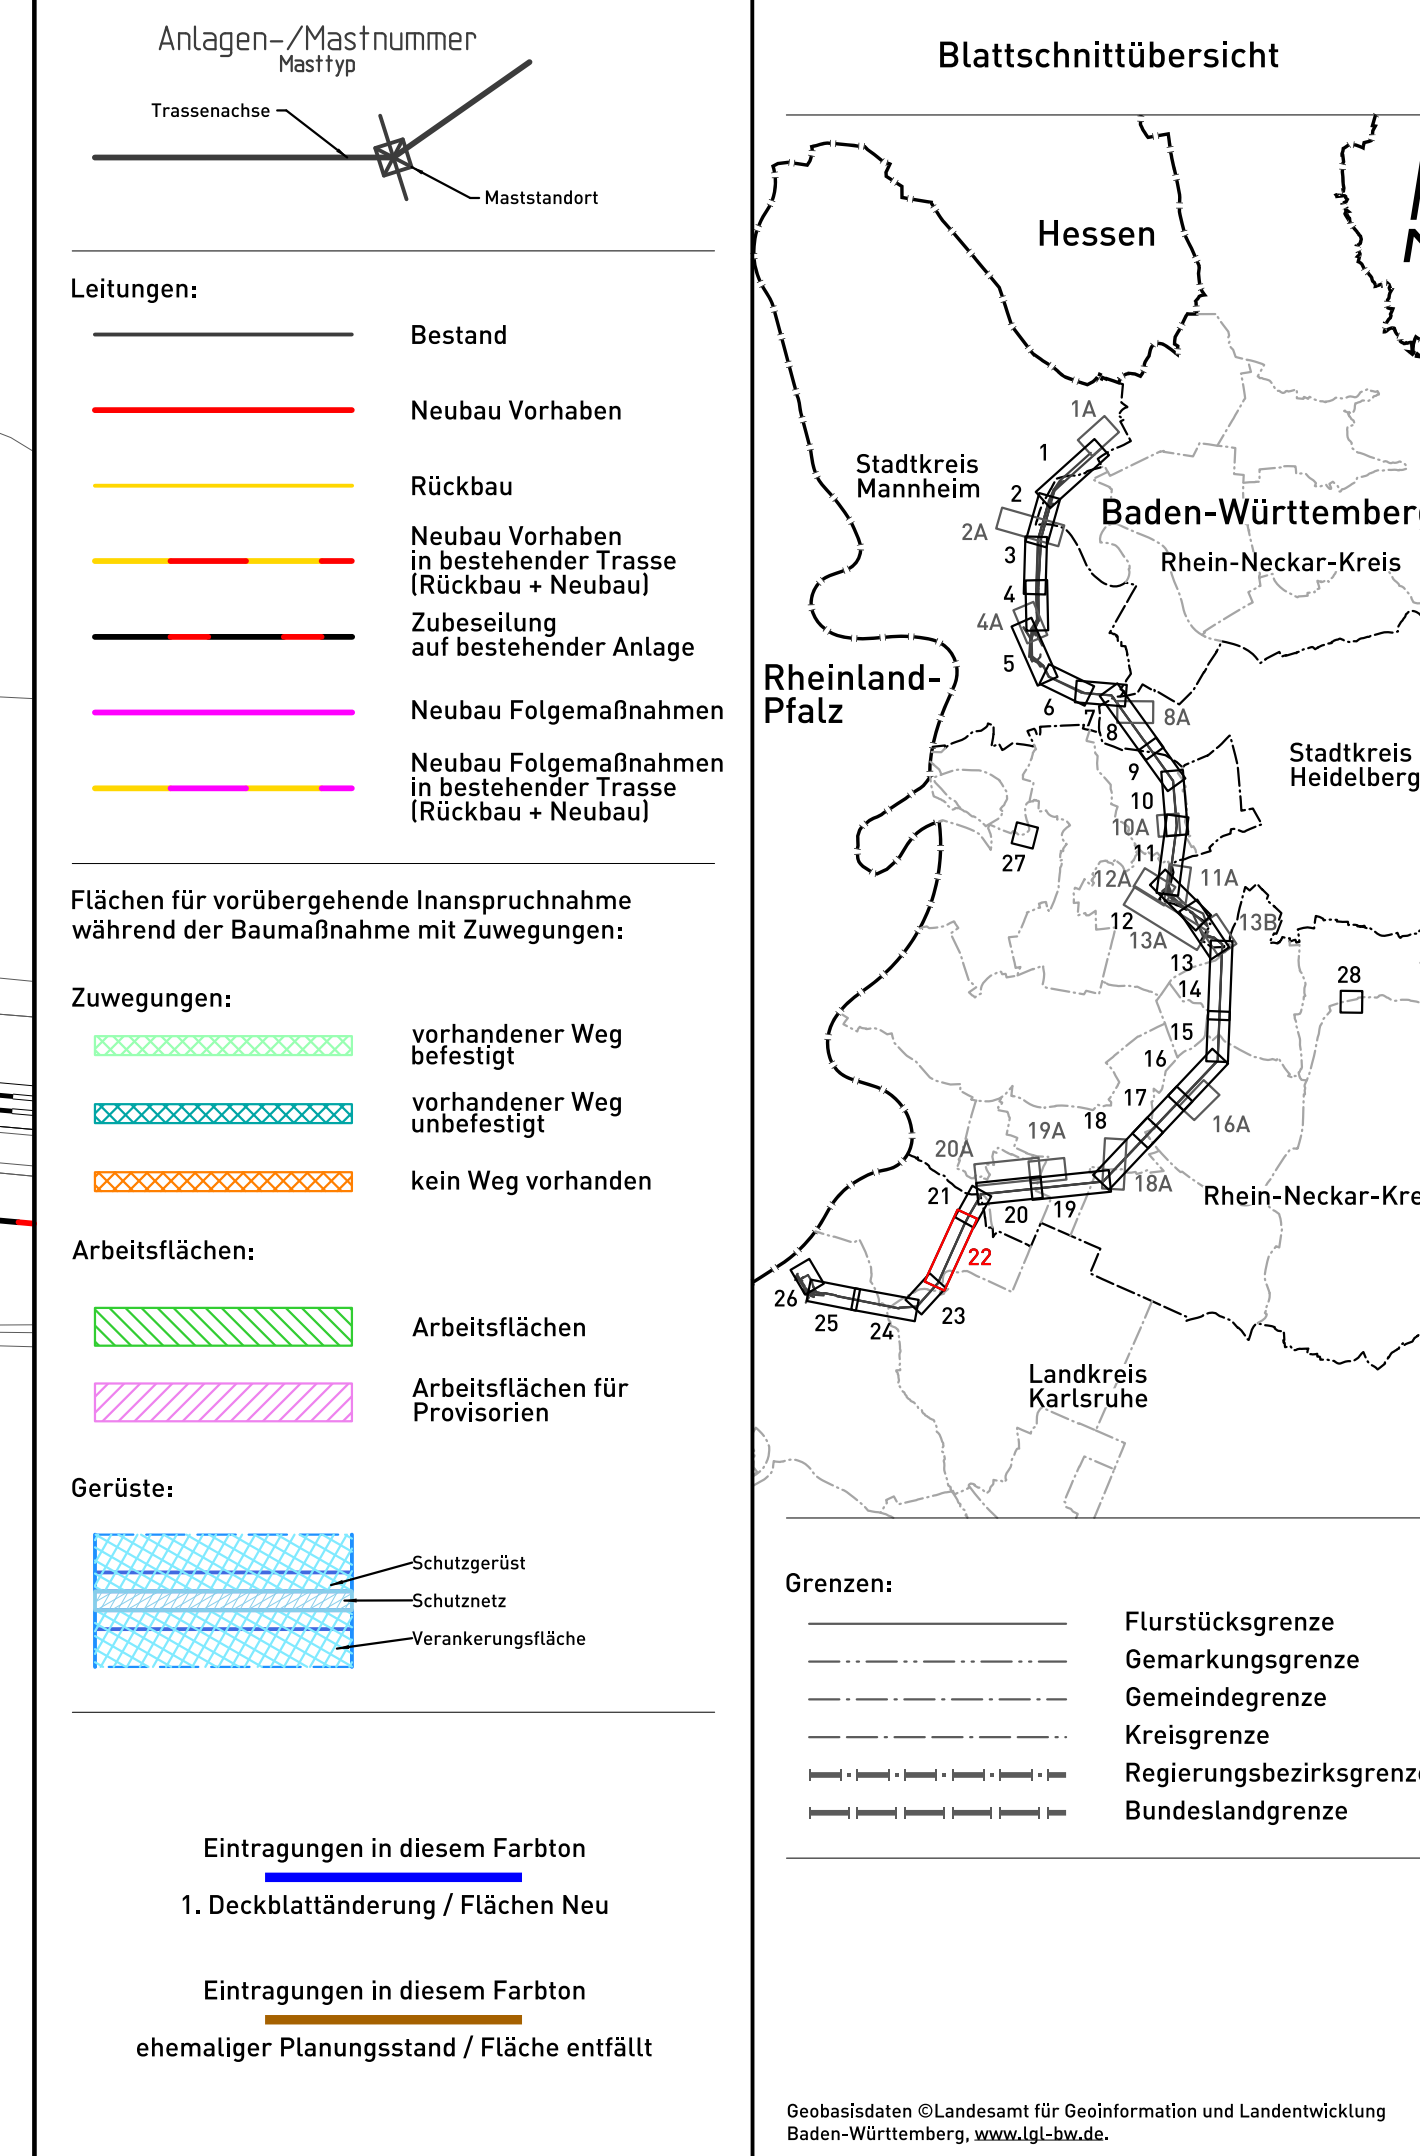 Anlagen-/Mastnummer
Masttyp
Trassenachse
Maststandort
Leitungen:
Bestand
Neubau Vorhaben
Rückbau
Neubau Vorhaben
in bestehender Trasse
(Rückbau + Neubau)
Zubeseilung
auf bestehender Anlage
Neubau Folgemaßnahmen
Neubau Folgemaßnahmen
in bestehender Trasse
(Rückbau + Neubau)
Flächen für vorübergehende Inanspruchnahme
während der Baumaßnahme mit Zuwegungen:
Zuwegungen:
vorhandener Weg
befestigt
vorhandener Weg
unbefestigt
kein Weg vorhanden
Arbeitsflächen:
Arbeitsflächen
Arbeitsflächen für
Provisorien
Gerüste:
Schutzgerüst
Schutznetz
Verankerungsfläche
Eintragungen in diesem Farbton
1. Deckblattänderung / Flächen Neu
Eintragungen in diesem Farbton
ehemaliger Planungsstand / Fläche entfällt
Blattschnittübersicht
Hessen
1A
1
Stadtkreis
Mannheim
2
2A
Baden-Württemberg
3
Rhein-Neckar-Kreis
4
4A
5
Rheinland-
Pfalz
6
7
8
8A
Stadtkreis
Heidelberg
9
10
10A
27
11
12A
11A
12
13A
13B
13
28
14
15
16
17
18
16A
19A
20A
18A
21
20
19
Rhein-Neckar-Kre
22
26
25
24
23
Landkreis
Karlsruhe
Grenzen:
Flurstücksgrenze
Gemarkungsgrenze
Gemeindegrenze
Kreisgrenze
Regierungsbezirksgrenze
Bundeslandgrenze
Geobasisdaten ©Landesamt für Geoinformation und Landentwicklung
Baden-Württemberg, www.lgl-bw.de.